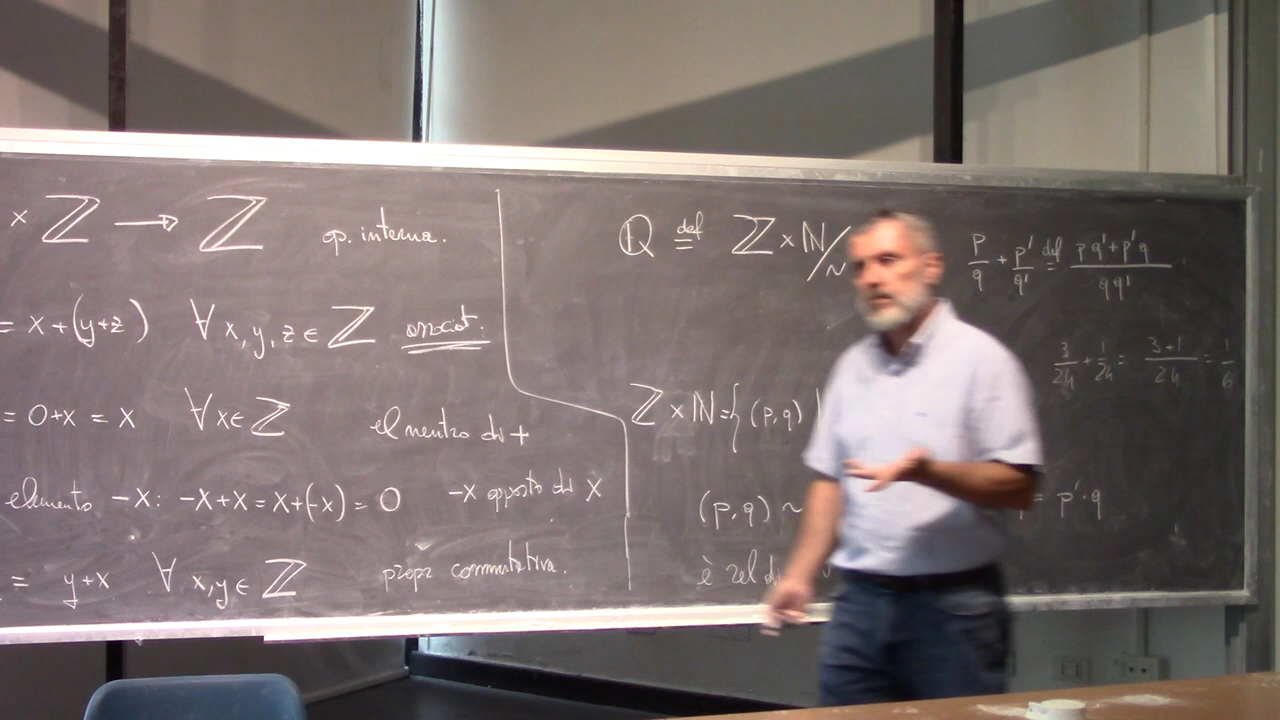 × ℤ → ℤ op. interna.
= x+(y+z) ∀ x, y, z ∈ ℤ associat.
= 0+x = x ∀x∈ ℤ el neutro di +
elemento -x: -x+x = x+(-x) = 0 -x opposto di x
= y+x ∀ x, y ∈ ℤ propr commutativa.
ℚ def= ℤ×ℕ/~
ℤ×ℕ={ (p,q) |
(p,q) ~
= p'·q
è rel di
p/q + p'/q' def= (pq'+p'q)/(qq')
3/24 + 1/24 = (3+1)/24 = 1/6